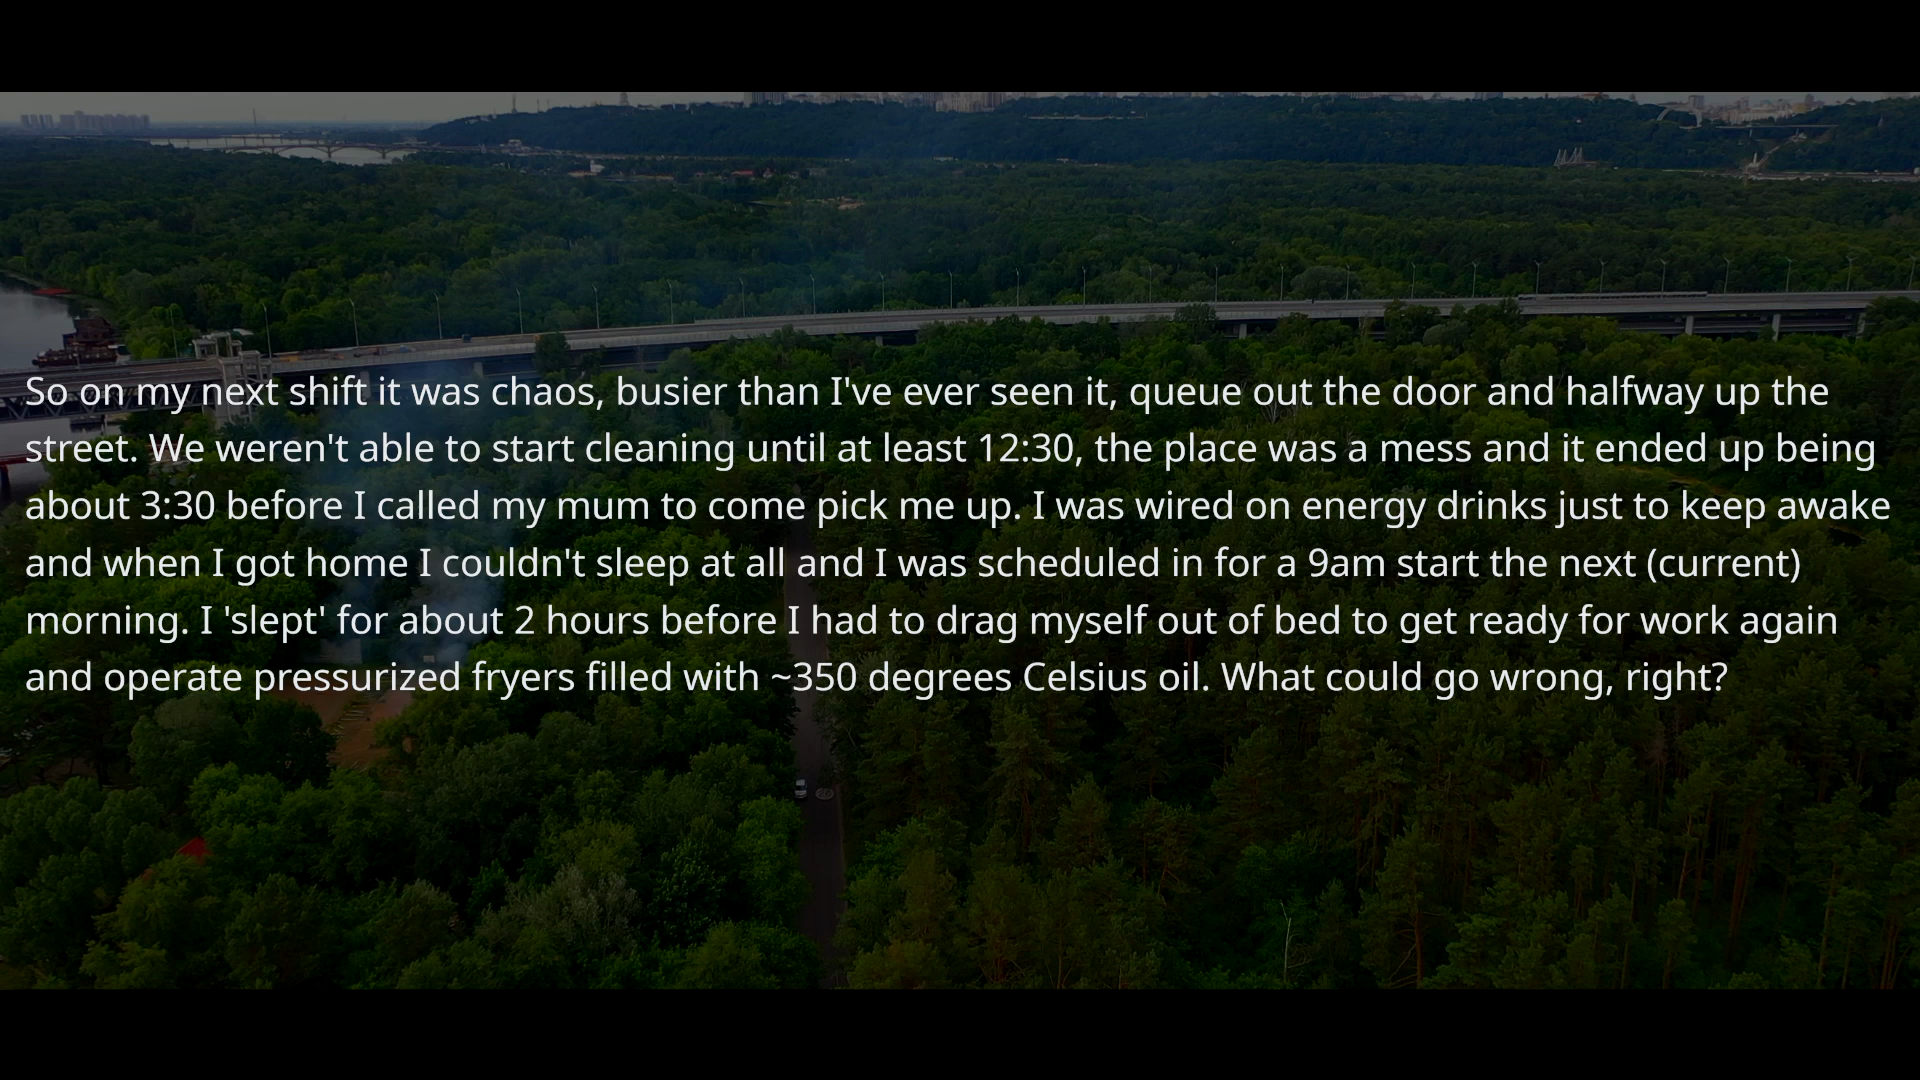 So on my next shift it was chaos, busier than I've ever seen it, queue out the door and halfway up the
street. We weren't able to start cleaning until at least 12:30, the place was a mess and it ended up being
about 3:30 before I called my mum to come pick me up. I was wired on energy drinks just to keep awake
and when I got home I couldn't sleep at all and I was scheduled in for a 9am start the next (current)
morning. I 'slept' for about 2 hours before I had to drag myself out of bed to get ready for work again
and operate pressurized fryers filled with ~350 degrees Celsius oil. What could go wrong, right?